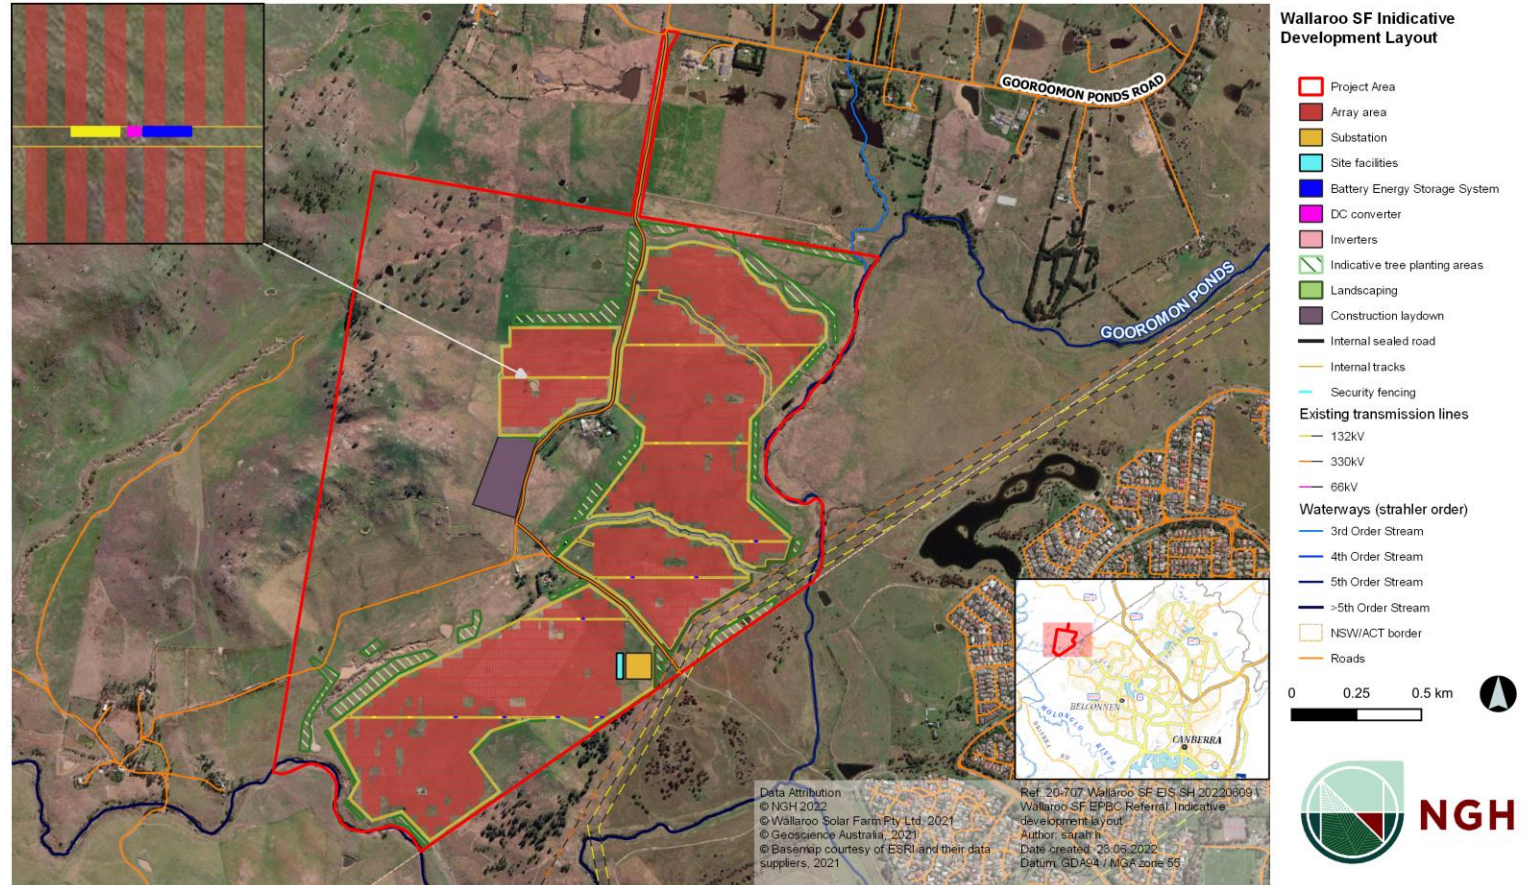 Wallaroo SF Inidicative
Development Layout
Project Area
Array area
Substation
Site facilities
Battery Energy Storage System
DC converter
Inverters
Indicative tree planting areas
Landscaping
Construction laydown
Internal sealed road
Internal tracks
Security fencing
Existing transmission lines
132kV
330kV
66kV
Waterways (strahler order)
3rd Order Stream
4th Order Stream
5th Order Stream
>5th Order Stream
NSW/ACT border
Roads
0 0.25 0.5 km
NGH
GOOROOMON PONDS ROAD
GOOROMON PONDS
BELCONNEN
MOLONGLO RIVER
CANBERRA
Data Attribution
© NGH 2022
© Wallaroo Solar Farm Pty Ltd, 2021
© Geoscience Australia, 2021
© Basemap courtesy of ESRI and their data
suppliers, 2021
Ref: 20-707 Wallaroo SF EIS SH 20220609 \
Wallaroo SF EPBC Referral: Indicative
development layout
Author: sarah.h
Date created: 23.06.2022
Datum: GDA94 / MGA zone 55